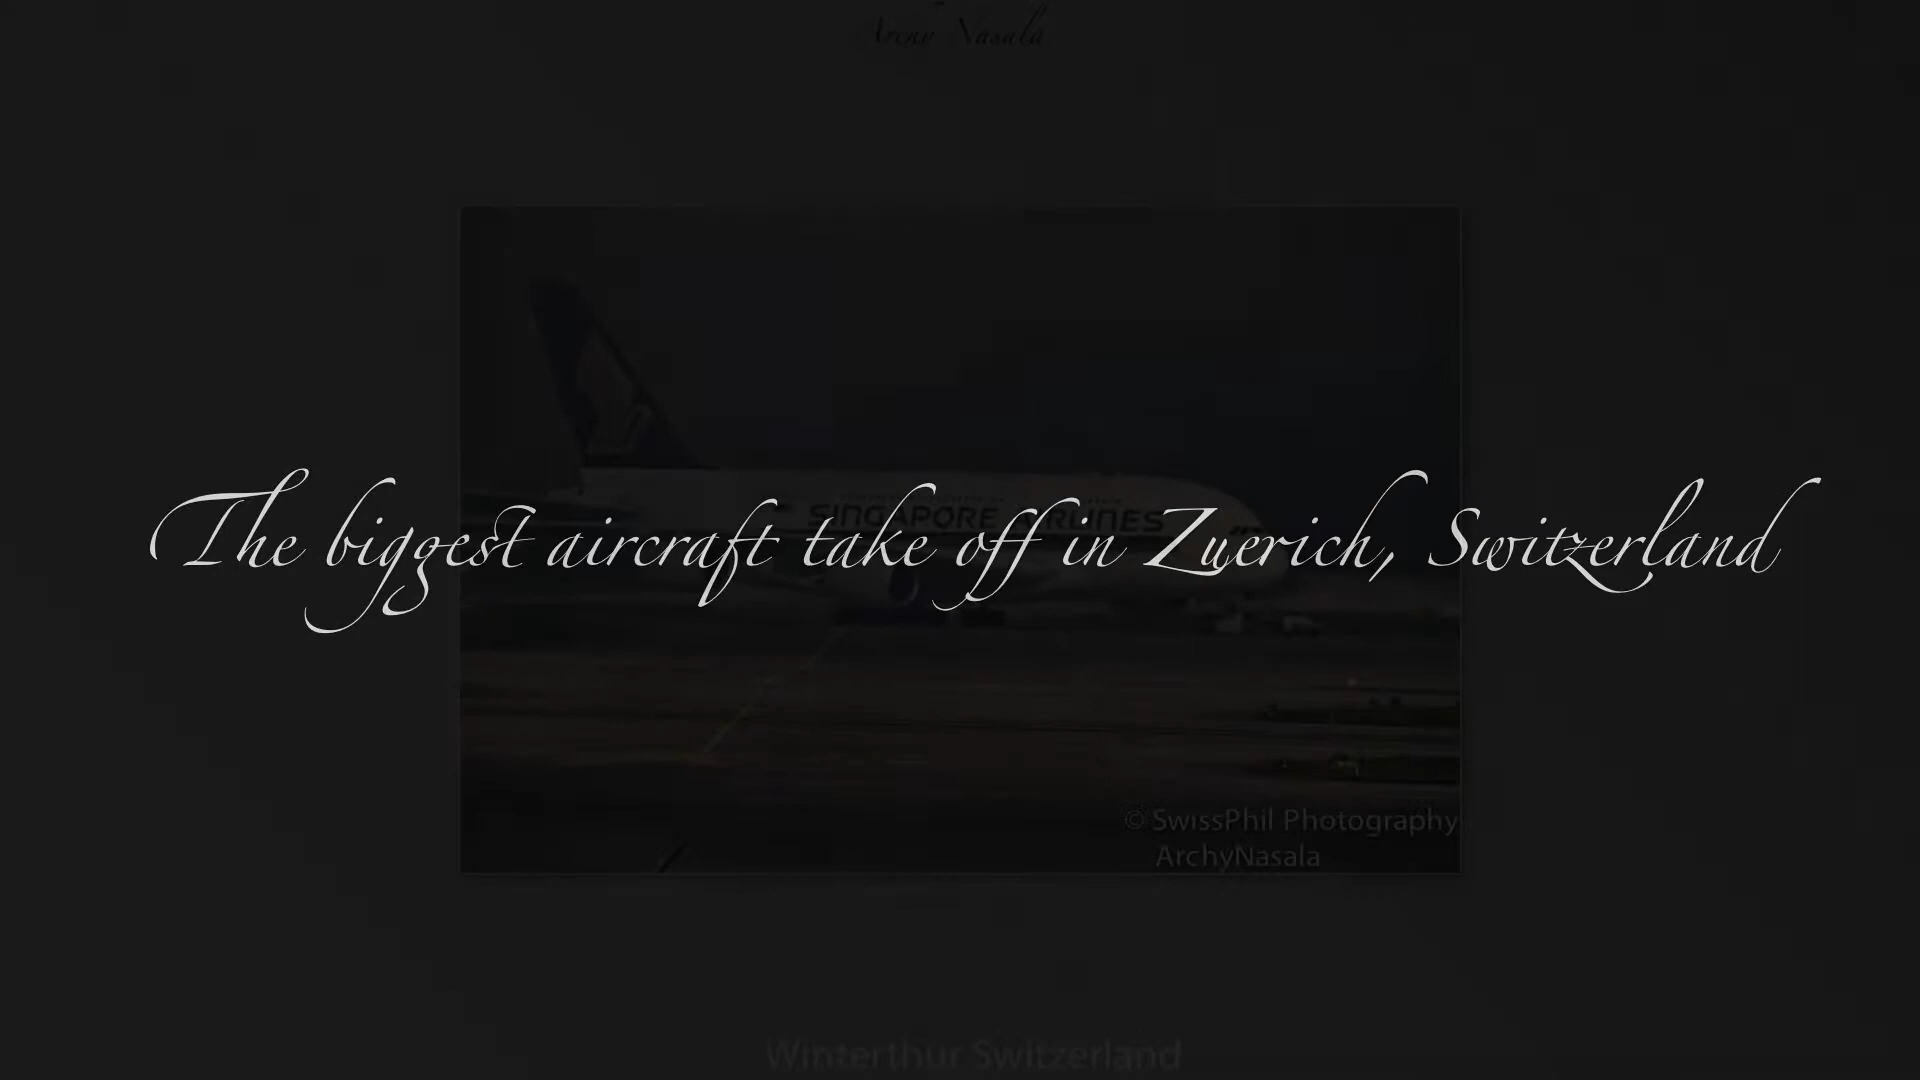 Archy Nasala
SINGAPORE AIRLINES
The biggest aircraft take off in Zuerich, Switzerland
© SwissPhil Photography
ArchyNasala
Winterthur Switzerland